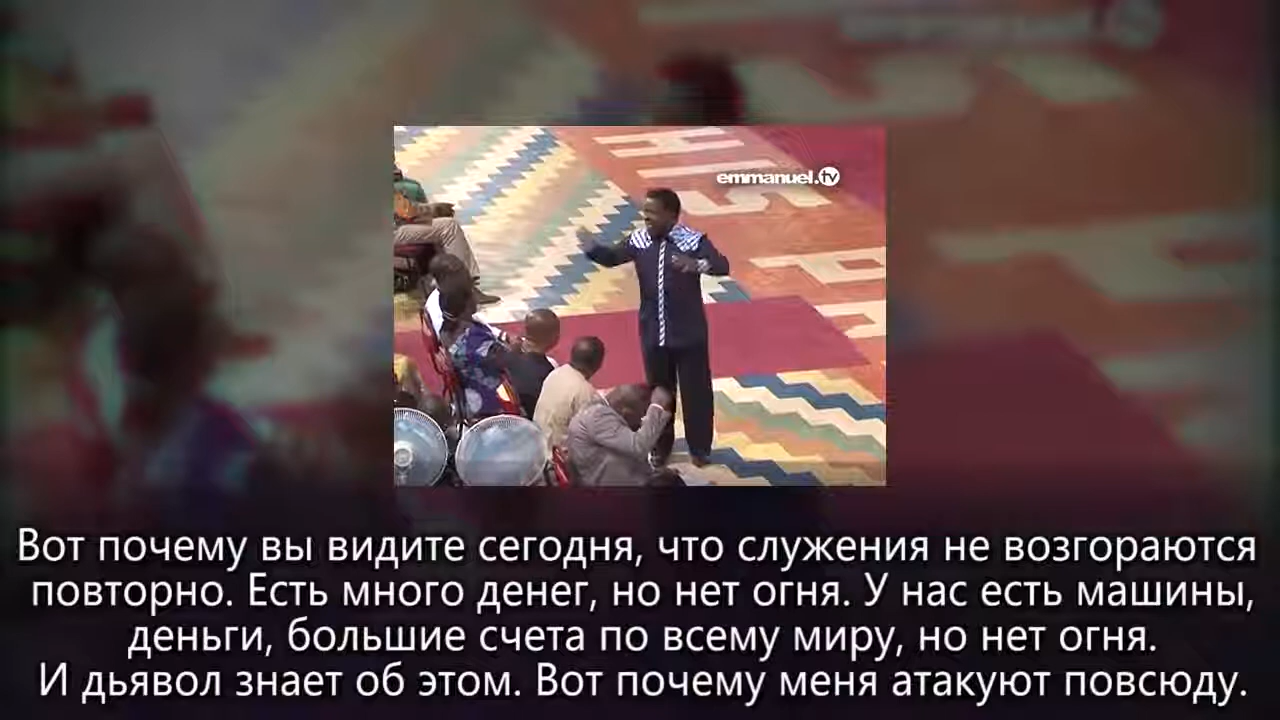 emmanuel.tv
HIS
Вот почему вы видите сегодня, что служения не возгораются
повторно. Есть много денег, но нет огня. У нас есть машины,
деньги, большие счета по всему миру, но нет огня.
И дьявол знает об этом. Вот почему меня атакуют повсюду.